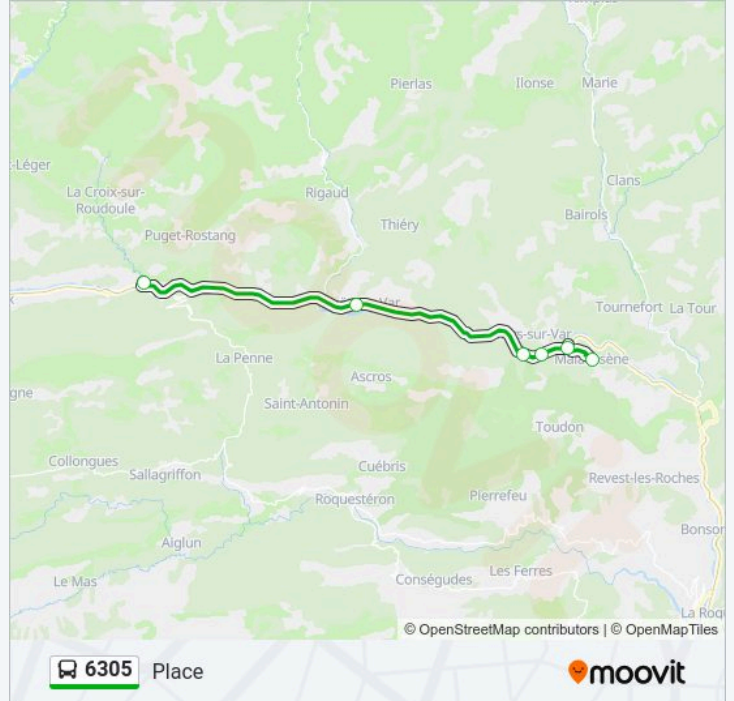 Pierlas
Ilonse
Marie
-Léger
La Croix-sur-
Roudoule
Rigaud
Clans
Thiéry
Bairols
Puget-Rostang
Tournefort
La Tour
s-sur-Var
La Penne
Ascros
gne
Saint-Antonin
Toudon
Collongues
Sallagriffon
Cuébris
Revest-les-Roches
Roquestéron
Pierrefeu
Bonson
Aiglun
Les Ferres
Le Mas
Conségudes
La Roqu
© OpenStreetMap contributors | © OpenMapTiles
6305 Place
moovit